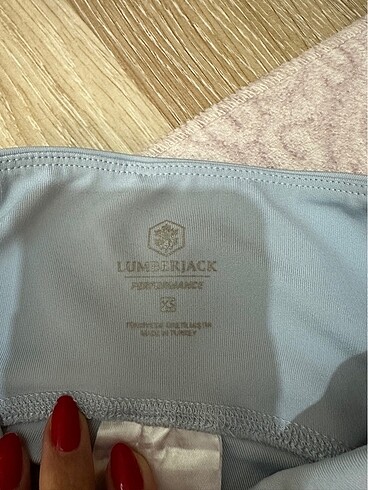 LUMBERJACK
PERFORMANCE
XS
TÜRKİYE'DE ÜRETİLMİŞTİR
MADE IN TURKEY